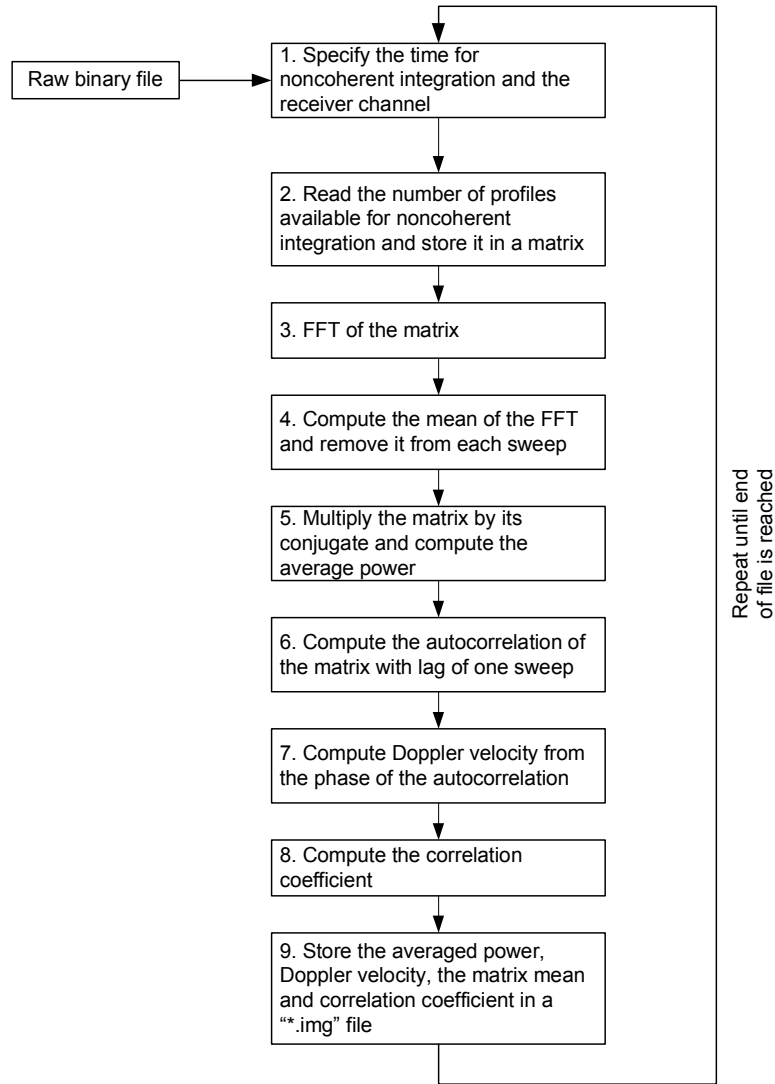 Raw binary file
1. Specify the time for
noncoherent integration and the
receiver channel
2. Read the number of profiles
available for noncoherent
integration and store it in a matrix
3. FFT of the matrix
4. Compute the mean of the FFT
and remove it from each sweep
5. Multiply the matrix by its
conjugate and compute the
average power
6. Compute the autocorrelation of
the matrix with lag of one sweep
7. Compute Doppler velocity from
the phase of the autocorrelation
8. Compute the correlation
coefficient
9. Store the averaged power,
Doppler velocity, the matrix mean
and correlation coefficient in a
“*.img” file
Repeat until end
of file is reached